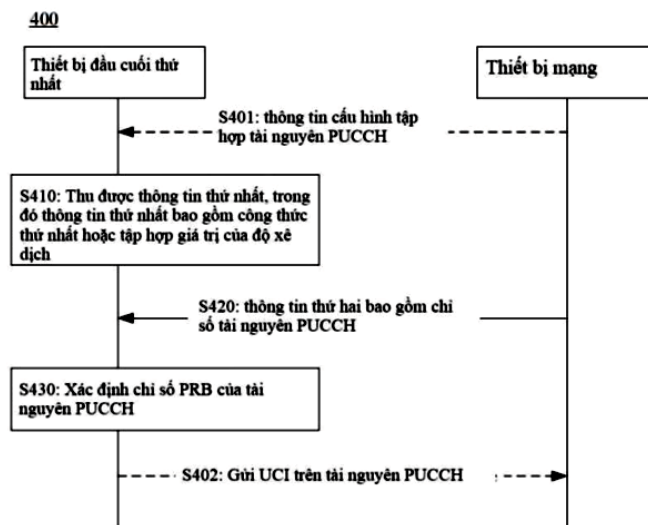 400
Thiết bị đầu cuối thứ
nhất
Thiết bị mạng
S401: thông tin cấu hình tập
hợp tài nguyên PUCCH
S410: Thu được thông tin thứ nhất, trong
đó thông tin thứ nhất bao gồm công thức
thứ nhất hoặc tập hợp giá trị của độ xê
dịch
S420: thông tin thứ hai bao gồm chỉ
số tài nguyên PUCCH
S430: Xác định chỉ số PRB của tài
nguyên PUCCH
S402: Gửi UCI trên tài nguyên PUCCH